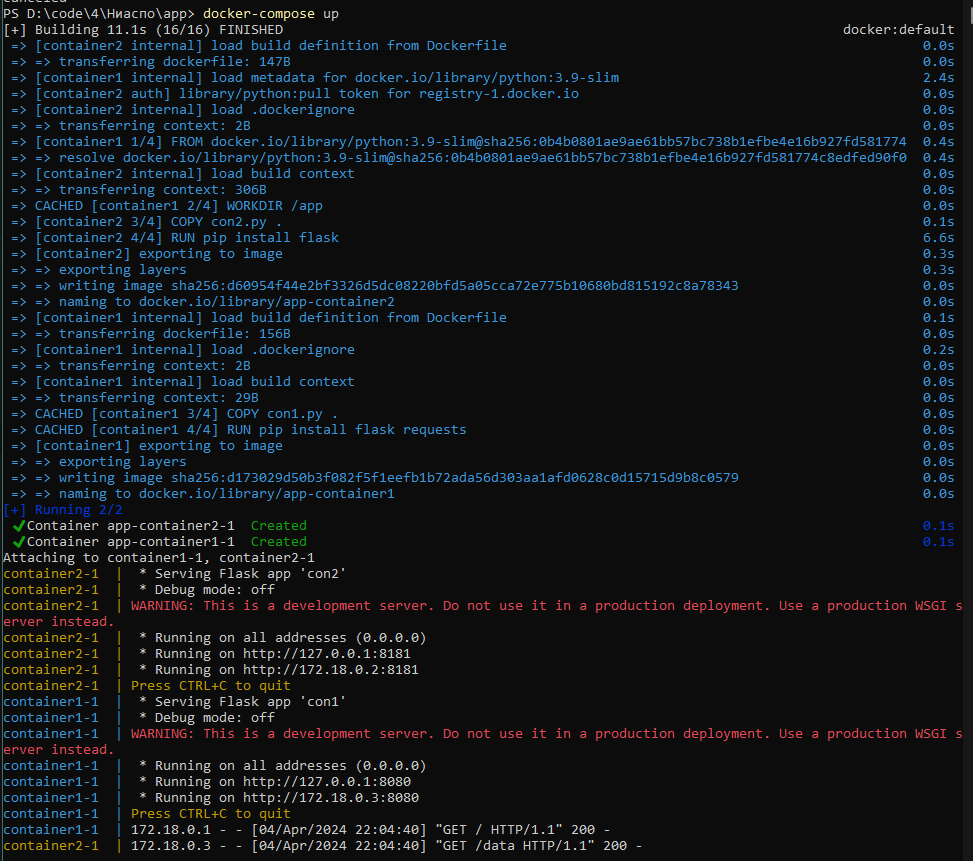 canceled
PS D:\code\4\Ниаспо\app> docker-compose up
[+] Building 11.1s (16/16) FINISHED docker:default
=> [container2 internal] load build definition from Dockerfile 0.0s
=> => transferring dockerfile: 147B 0.0s
=> [container1 internal] load metadata for docker.io/library/python:3.9-slim 2.4s
=> [container2 auth] library/python:pull token for registry-1.docker.io 0.0s
=> [container2 internal] load .dockerignore 0.0s
=> => transferring context: 2B 0.0s
=> [container1 1/4] FROM docker.io/library/python:3.9-slim@sha256:0b4b0801ae9ae61bb57bc738b1efbe4e16b927fd581774 0.4s
=> => resolve docker.io/library/python:3.9-slim@sha256:0b4b0801ae9ae61bb57bc738b1efbe4e16b927fd581774c8edfed90f0 0.4s
=> [container2 internal] load build context 0.0s
=> => transferring context: 306B 0.0s
=> CACHED [container1 2/4] WORKDIR /app 0.0s
=> [container2 3/4] COPY con2.py . 0.1s
=> [container2 4/4] RUN pip install flask 6.6s
=> [container2] exporting to image 0.3s
=> => exporting layers 0.3s
=> => writing image sha256:d60954f44e2bf3326d5dc08220bfd5a05cca72e775b10680bd815192c8a78343 0.0s
=> => naming to docker.io/library/app-container2 0.0s
=> [container1 internal] load build definition from Dockerfile 0.1s
=> => transferring dockerfile: 156B 0.0s
=> [container1 internal] load .dockerignore 0.2s
=> => transferring context: 2B 0.0s
=> [container1 internal] load build context 0.0s
=> => transferring context: 29B 0.0s
=> CACHED [container1 3/4] COPY con1.py . 0.0s
=> CACHED [container1 4/4] RUN pip install flask requests 0.0s
=> [container1] exporting to image 0.0s
=> => exporting layers 0.0s
=> => writing image sha256:d173029d50b3f082f5f1eefb1b72ada56d303aa1afd0628c0d15715d9b8c0579 0.0s
=> => naming to docker.io/library/app-container1 0.0s
[+] Running 2/2
✔Container app-container2-1 Created 0.1s
✔Container app-container1-1 Created 0.1s
Attaching to container1-1, container2-1
container2-1 | * Serving Flask app 'con2'
container2-1 | * Debug mode: off
container2-1 | WARNING: This is a development server. Do not use it in a production deployment. Use a production WSGI s
erver instead.
container2-1 | * Running on all addresses (0.0.0.0)
container2-1 | * Running on http://127.0.0.1:8181
container2-1 | * Running on http://172.18.0.2:8181
container2-1 | Press CTRL+C to quit
container1-1 | * Serving Flask app 'con1'
container1-1 | * Debug mode: off
container1-1 | WARNING: This is a development server. Do not use it in a production deployment. Use a production WSGI s
erver instead.
container1-1 | * Running on all addresses (0.0.0.0)
container1-1 | * Running on http://127.0.0.1:8080
container1-1 | * Running on http://172.18.0.3:8080
container1-1 | Press CTRL+C to quit
container1-1 | 172.18.0.1 - - [04/Apr/2024 22:04:40] "GET / HTTP/1.1" 200 -
container2-1 | 172.18.0.3 - - [04/Apr/2024 22:04:40] "GET /data HTTP/1.1" 200 -